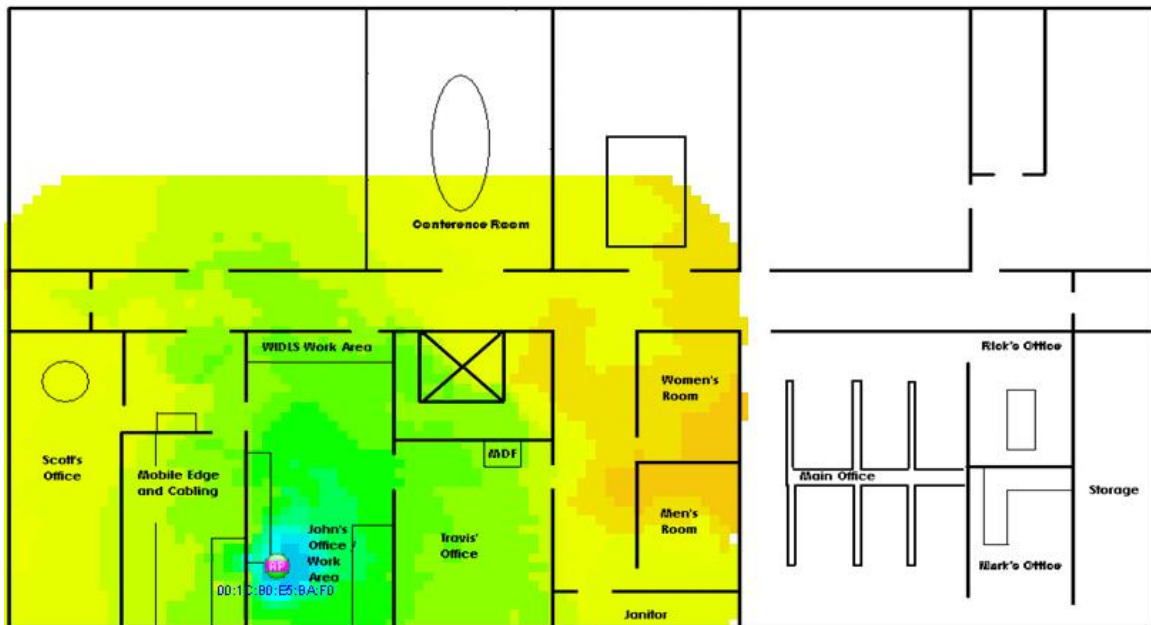 Conference Room
WIDLS Work Area
Rick's Office
Women's
Room
Scott's
Office
Mobile Edge
and Cabling
MDF
Main Office
Storage
John's
Office /
Work
Area
Travis'
Office
Men's
Room
Mark's Office
AP
00:1C:B0:E5:BA:F0
Janitor